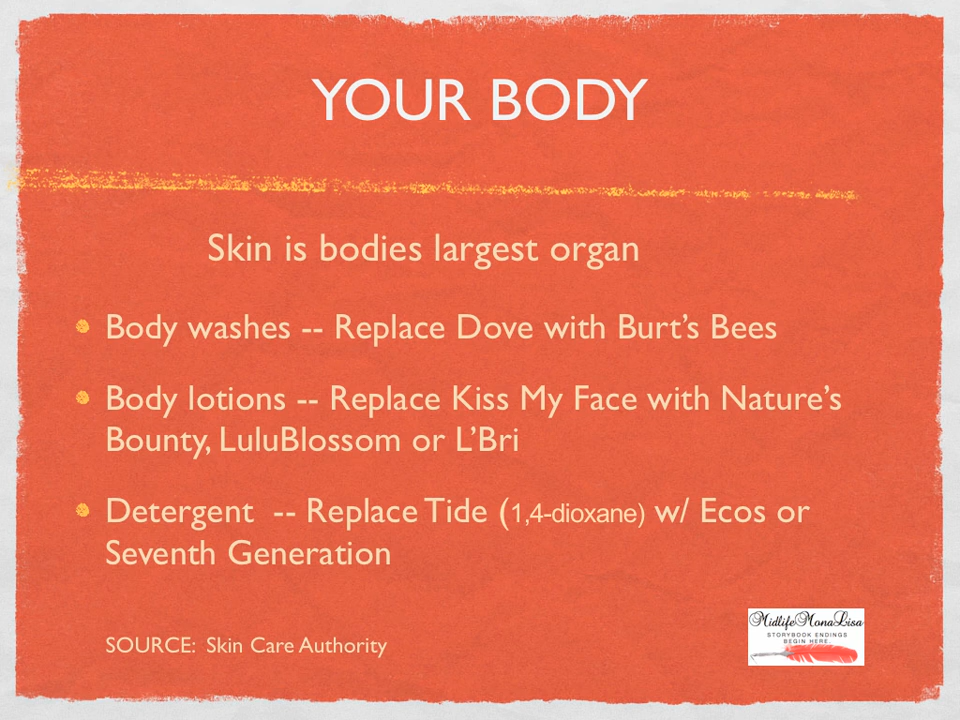 YOUR BODY
Skin is bodies largest organ
Body washes -- Replace Dove with Burt's Bees
Body lotions -- Replace Kiss My Face with Nature's
Bounty, LuluBlossom or L'Bri
Detergent -- Replace Tide (1,4-dioxane) w/ Ecos or
Seventh Generation
SOURCE: Skin Care Authority
MidlifeMonaLisa
STORYBOOK ENDINGS
BEGIN HERE.